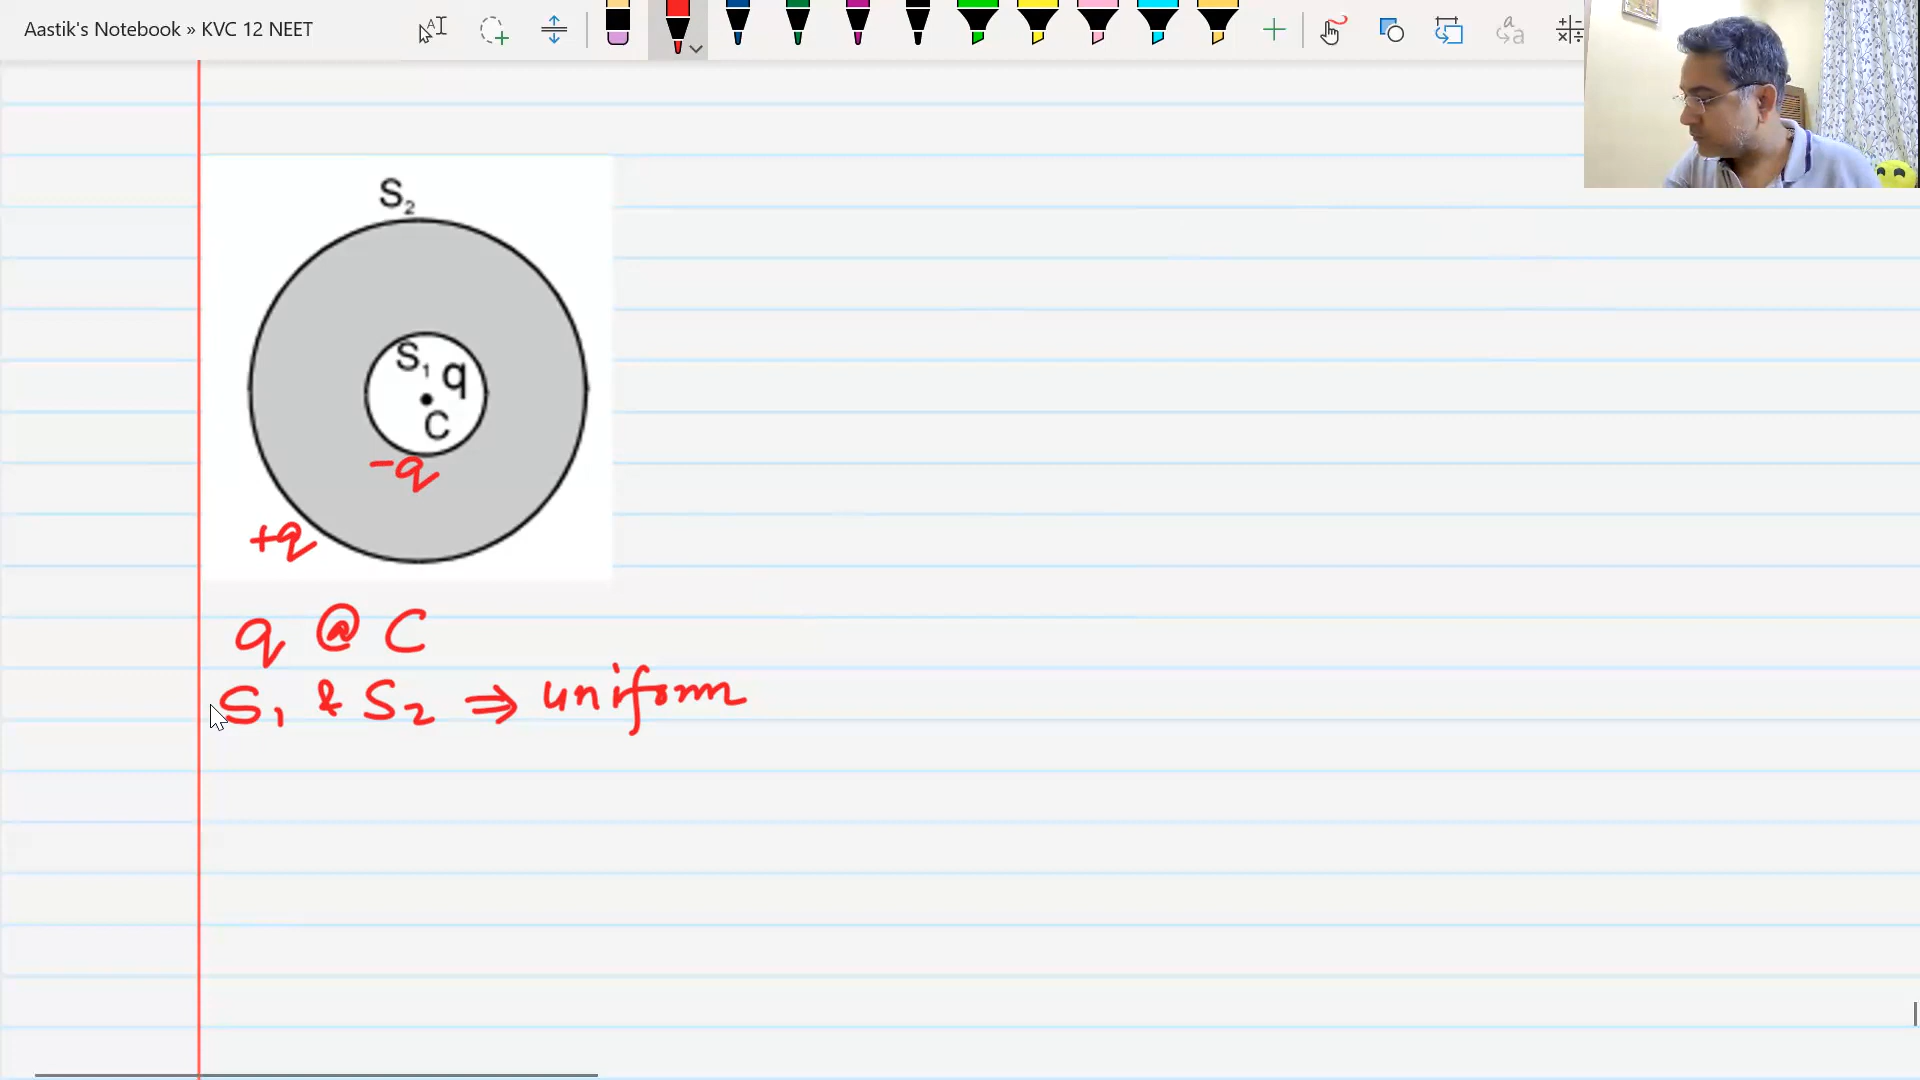 Aastik's Notebook » KVC 12 NEET
S₂
S₁ q
C
-q
+q
q @ C
S₁ & S₂ ⇒ uniform